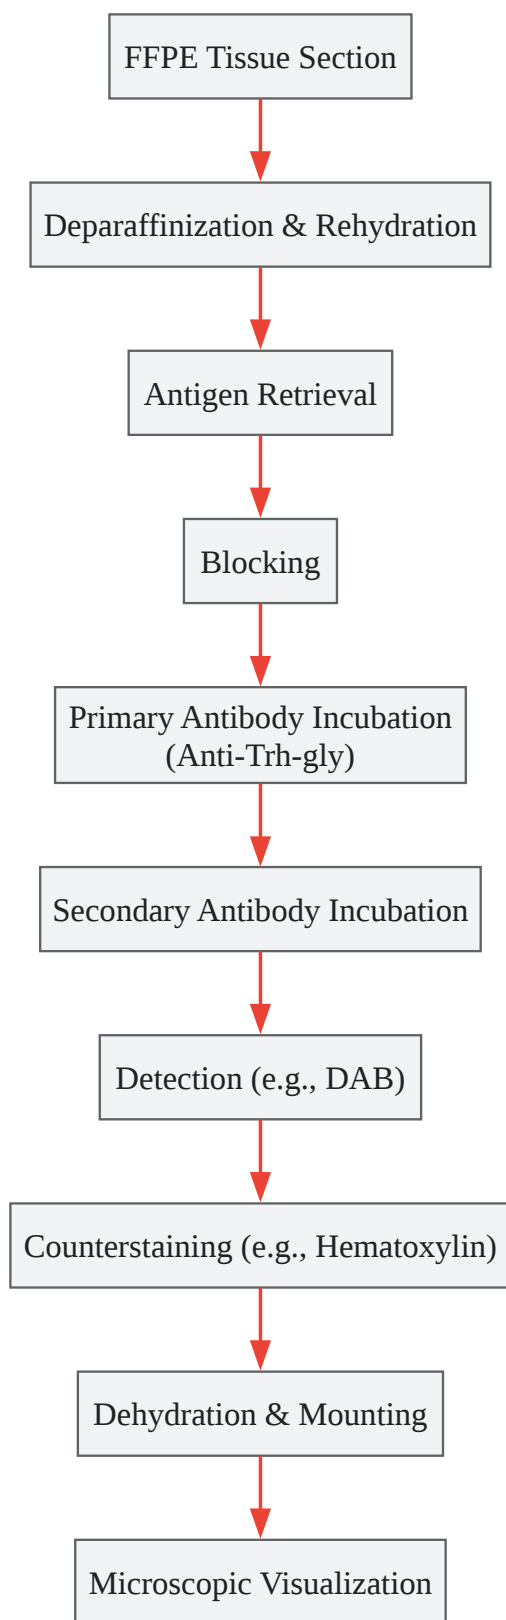 FFPE Tissue Section
Deparaffinization & Rehydration
Antigen Retrieval
Blocking
Primary Antibody Incubation
(Anti-Trh-gly)
Secondary Antibody Incubation
Detection (e.g., DAB)
Counterstaining (e.g., Hematoxylin)
Dehydration & Mounting
Microscopic Visualization